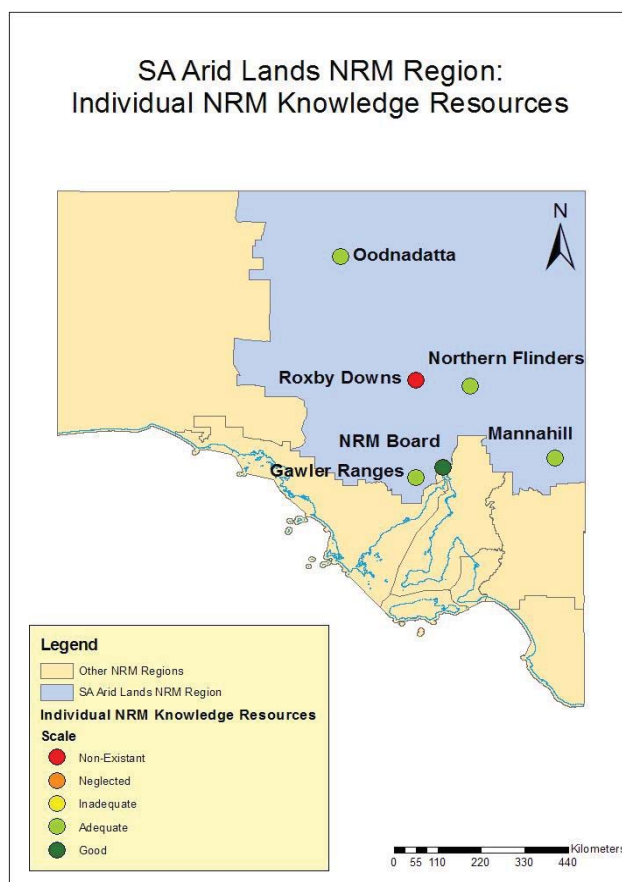 SA Arid Lands NRM Region:
Individual NRM Knowledge Resources
N
Oodnadatta
Northern Flinders
Roxby Downs
NRM Board
Mannahill
Gawler Ranges
Legend
Other NRM Regions
SA Arid Lands NRM Region
Individual NRM Knowledge Resources
Scale
Non-Existant
Neglected
Inadequate
Adequate
Good
Kilometers
0 55 110 220 330 440